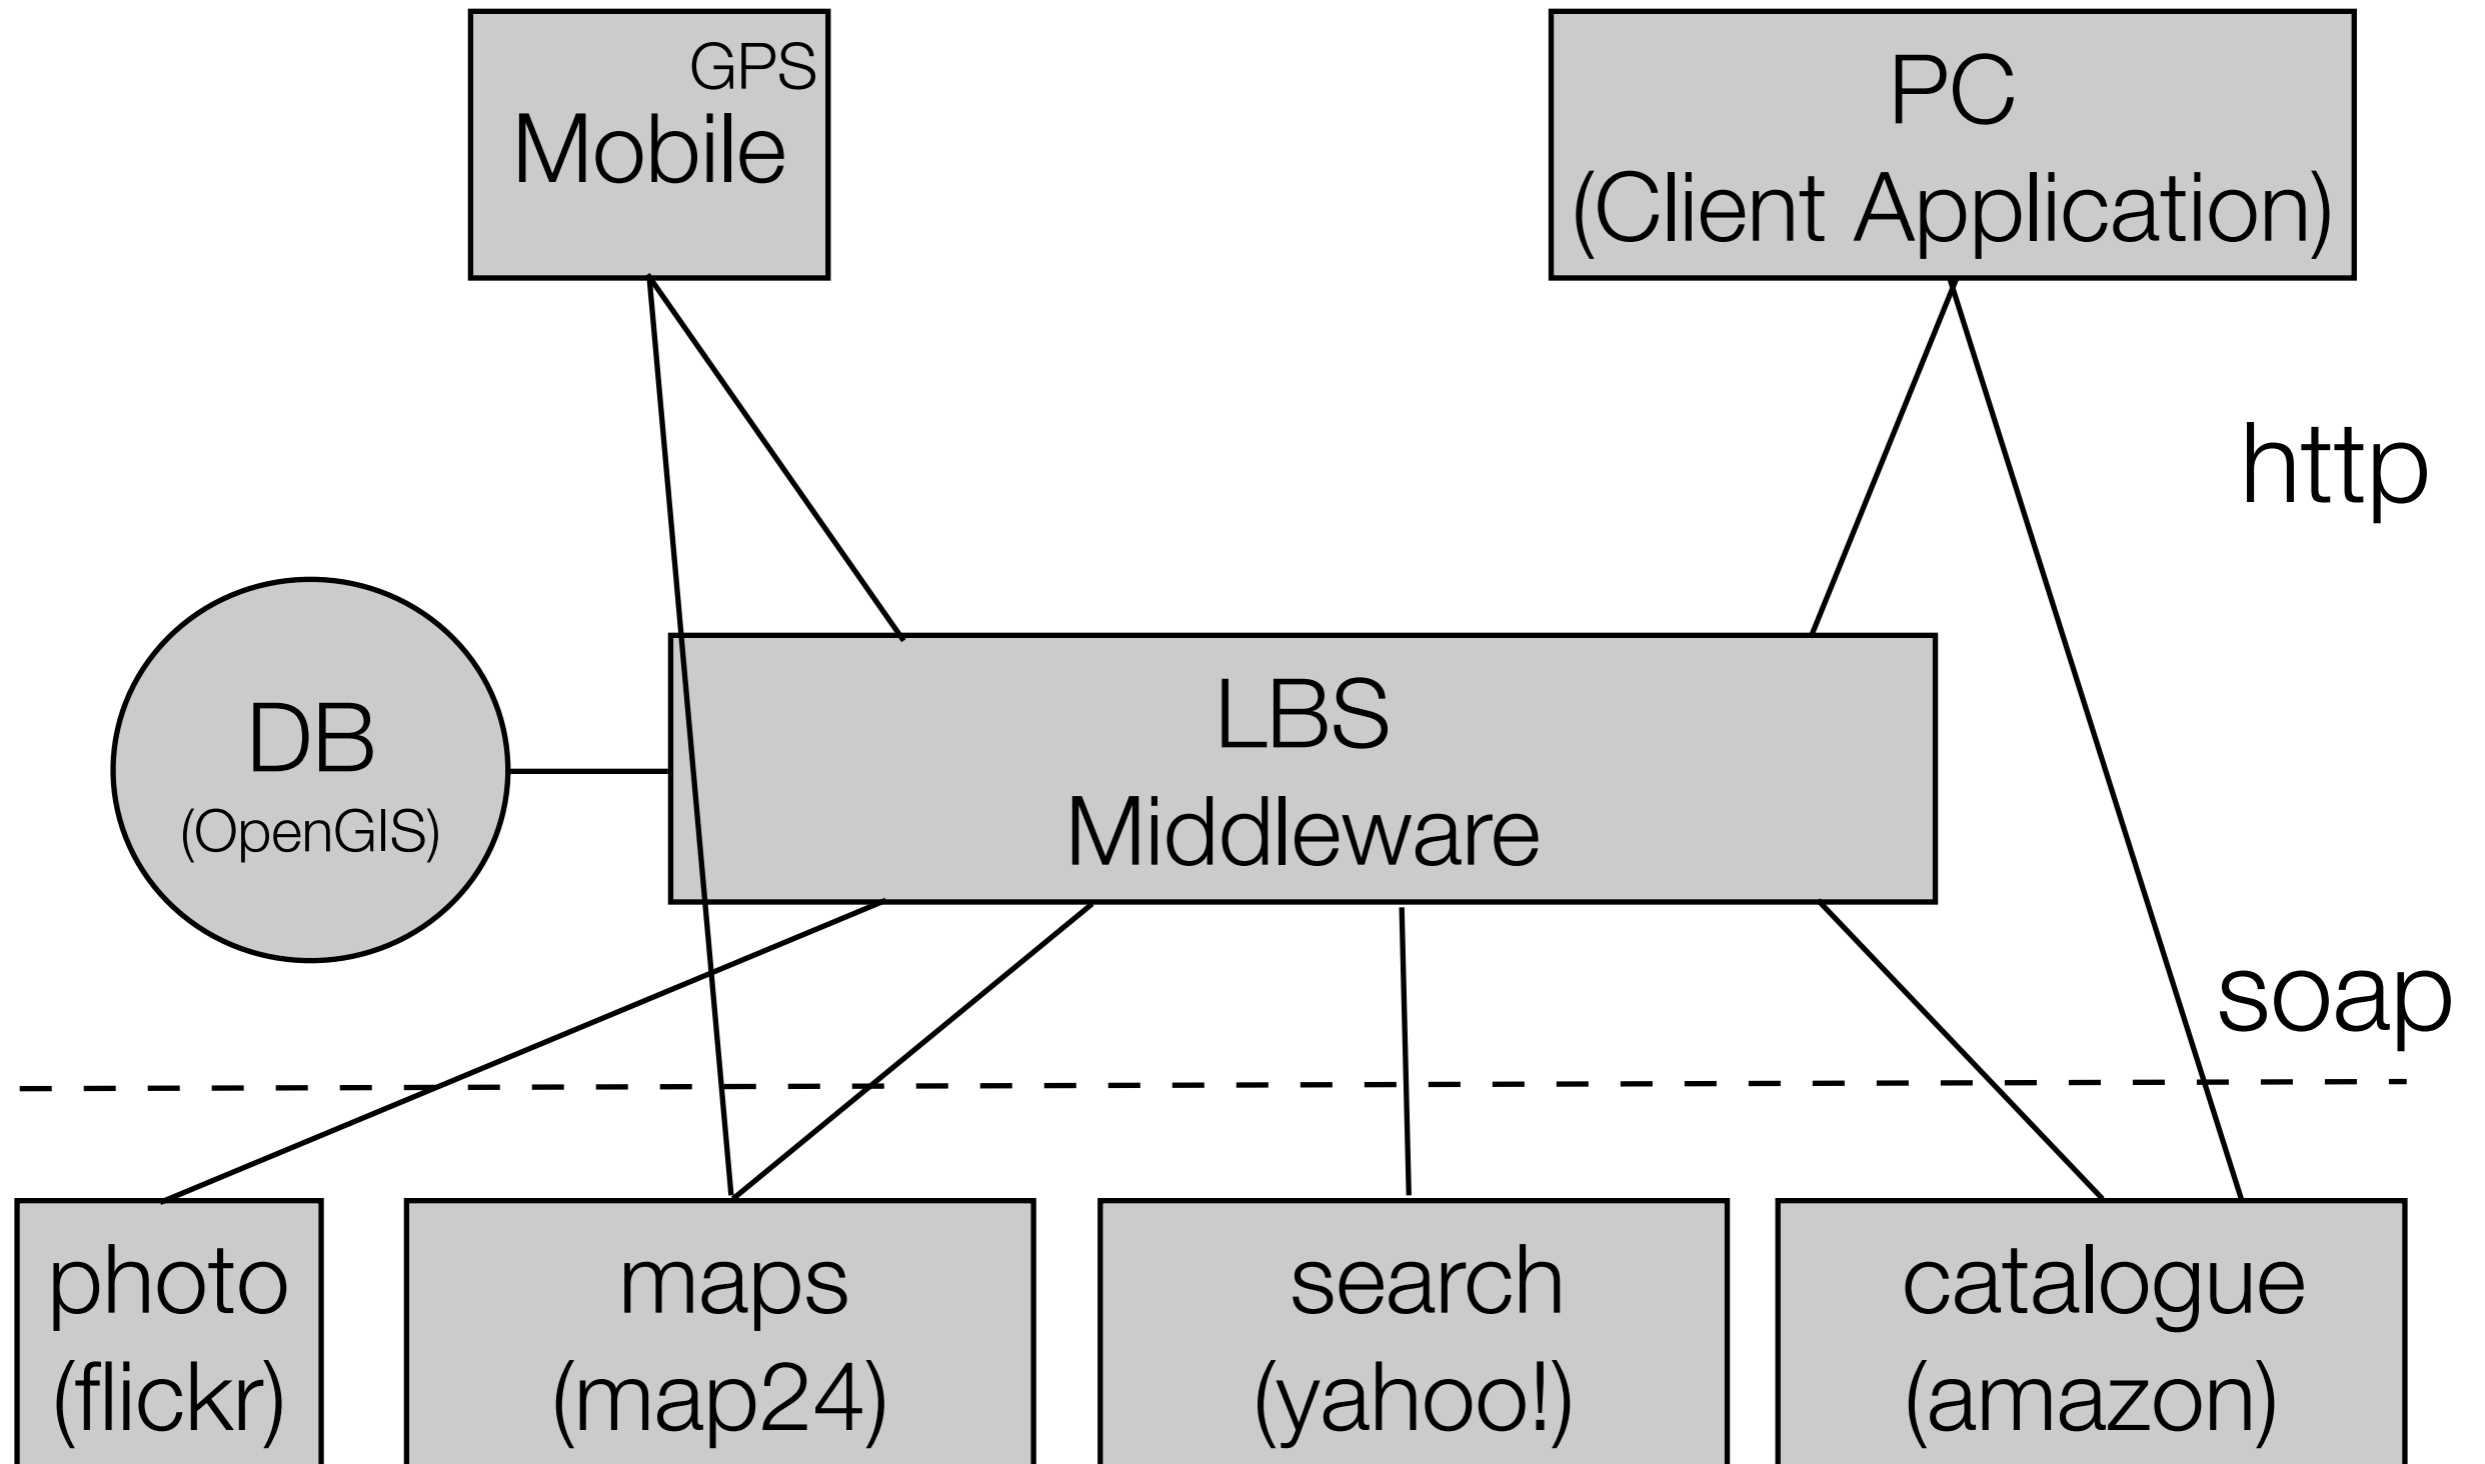 GPS
Mobile
PC
(Client Application)
http
DB
(OpenGIS)
LBS
Middleware
soap
photo
(flickr)
maps
(map24)
search
(yahoo!)
catalogue
(amazon)